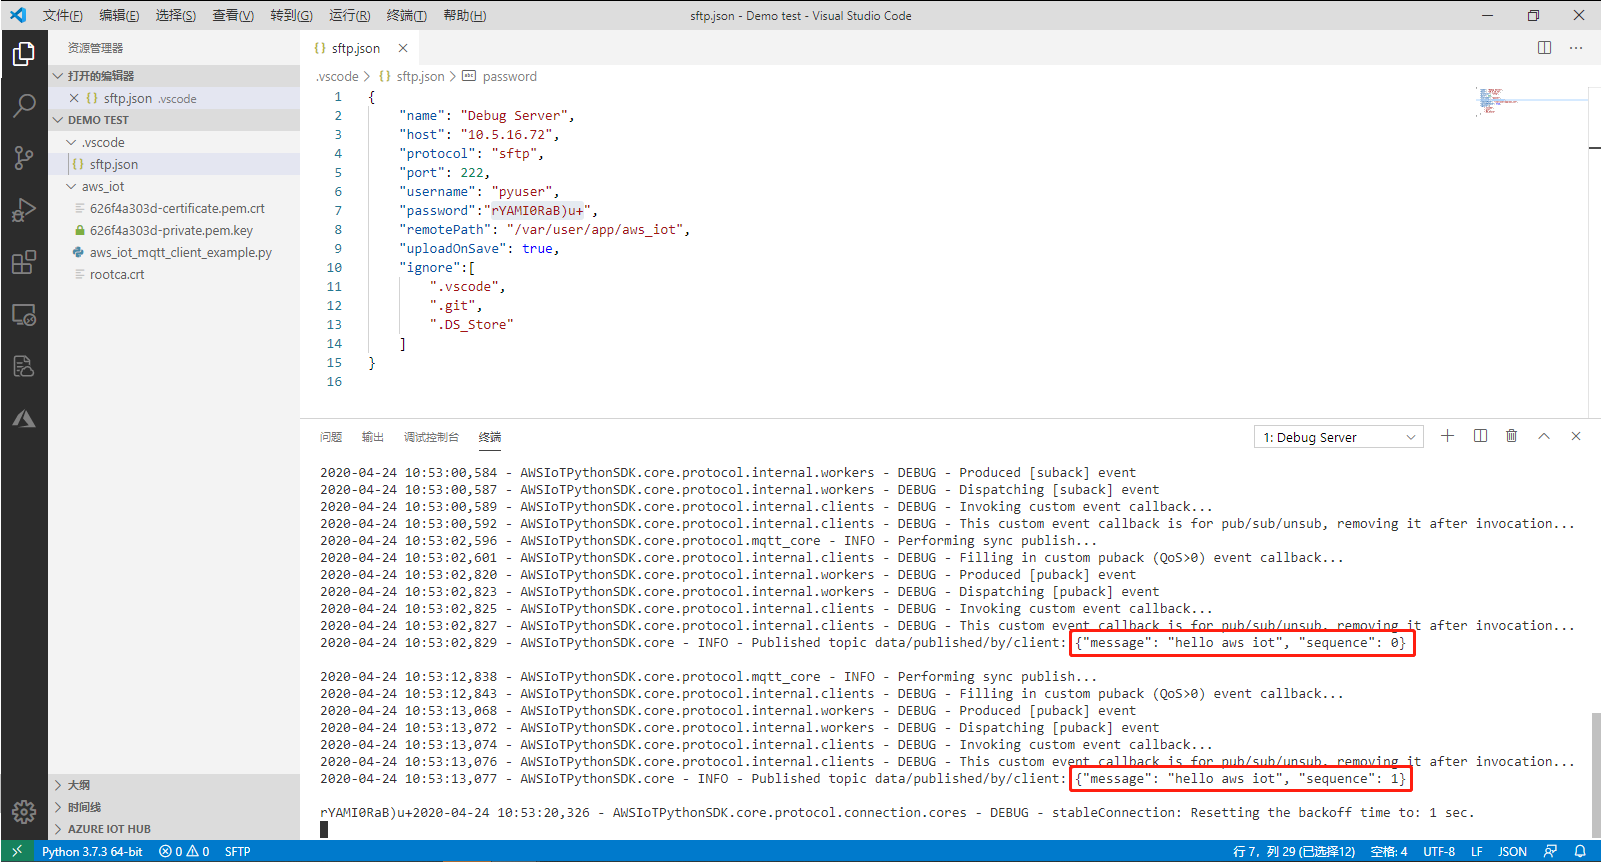 文件(F) 编辑(E) 选择(S) 查看(V) 转到(G) 运行(R) 终端(T) 帮助(H) sftp.json - Demo test - Visual Studio Code
资源管理器
打开的编辑器
{} sftp.json .vscode
DEMO TEST
.vscode
{} sftp.json
aws_iot
626f4a303d-certificate.pem.crt
626f4a303d-private.pem.key
aws_iot_mqtt_client_example.py
rootca.crt
大纲
时间线
AZURE IOT HUB
{} sftp.json
.vscode > {} sftp.json > abc password
1 {
2 "name": "Debug Server",
3 "host": "10.5.16.72",
4 "protocol": "sftp",
5 "port": 222,
6 "username": "pyuser",
7 "password":"rYAMI0RaB)u+",
8 "remotePath": "/var/user/app/aws_iot",
9 "uploadOnSave": true,
10 "ignore":[
11 ".vscode",
12 ".git",
13 ".DS_Store"
14 ]
15 }
16
问题 输出 调试控制台 终端 1: Debug Server
2020-04-24 10:53:00,584 - AWSIoTPythonSDK.core.protocol.internal.workers - DEBUG - Produced [suback] event
2020-04-24 10:53:00,587 - AWSIoTPythonSDK.core.protocol.internal.workers - DEBUG - Dispatching [suback] event
2020-04-24 10:53:00,589 - AWSIoTPythonSDK.core.protocol.internal.clients - DEBUG - Invoking custom event callback...
2020-04-24 10:53:00,592 - AWSIoTPythonSDK.core.protocol.internal.clients - DEBUG - This custom event callback is for pub/sub/unsub, removing it after invocation...
2020-04-24 10:53:02,596 - AWSIoTPythonSDK.core.protocol.mqtt_core - INFO - Performing sync publish...
2020-04-24 10:53:02,601 - AWSIoTPythonSDK.core.protocol.internal.clients - DEBUG - Filling in custom puback (QoS>0) event callback...
2020-04-24 10:53:02,820 - AWSIoTPythonSDK.core.protocol.internal.workers - DEBUG - Produced [puback] event
2020-04-24 10:53:02,823 - AWSIoTPythonSDK.core.protocol.internal.workers - DEBUG - Dispatching [puback] event
2020-04-24 10:53:02,825 - AWSIoTPythonSDK.core.protocol.internal.clients - DEBUG - Invoking custom event callback...
2020-04-24 10:53:02,827 - AWSIoTPythonSDK.core.protocol.internal.clients - DEBUG - This custom event callback is for pub/sub/unsub, removing it after invocation...
2020-04-24 10:53:02,829 - AWSIoTPythonSDK.core - INFO - Published topic data/published/by/client: {"message": "hello aws iot", "sequence": 0}
2020-04-24 10:53:12,838 - AWSIoTPythonSDK.core.protocol.mqtt_core - INFO - Performing sync publish...
2020-04-24 10:53:12,843 - AWSIoTPythonSDK.core.protocol.internal.clients - DEBUG - Filling in custom puback (QoS>0) event callback...
2020-04-24 10:53:13,068 - AWSIoTPythonSDK.core.protocol.internal.workers - DEBUG - Produced [puback] event
2020-04-24 10:53:13,072 - AWSIoTPythonSDK.core.protocol.internal.workers - DEBUG - Dispatching [puback] event
2020-04-24 10:53:13,074 - AWSIoTPythonSDK.core.protocol.internal.clients - DEBUG - Invoking custom event callback...
2020-04-24 10:53:13,076 - AWSIoTPythonSDK.core.protocol.internal.clients - DEBUG - This custom event callback is for pub/sub/unsub, removing it after invocation...
2020-04-24 10:53:13,077 - AWSIoTPythonSDK.core - INFO - Published topic data/published/by/client: {"message": "hello aws iot", "sequence": 1}
rYAMI0RaB)u+2020-04-24 10:53:20,326 - AWSIoTPythonSDK.core.protocol.connection.cores - DEBUG - stableConnection: Resetting the backoff time to: 1 sec.
Python 3.7.3 64-bit 0 0 SFTP 行 7，列 29 (已选择12) 空格: 4 UTF-8 LF JSON